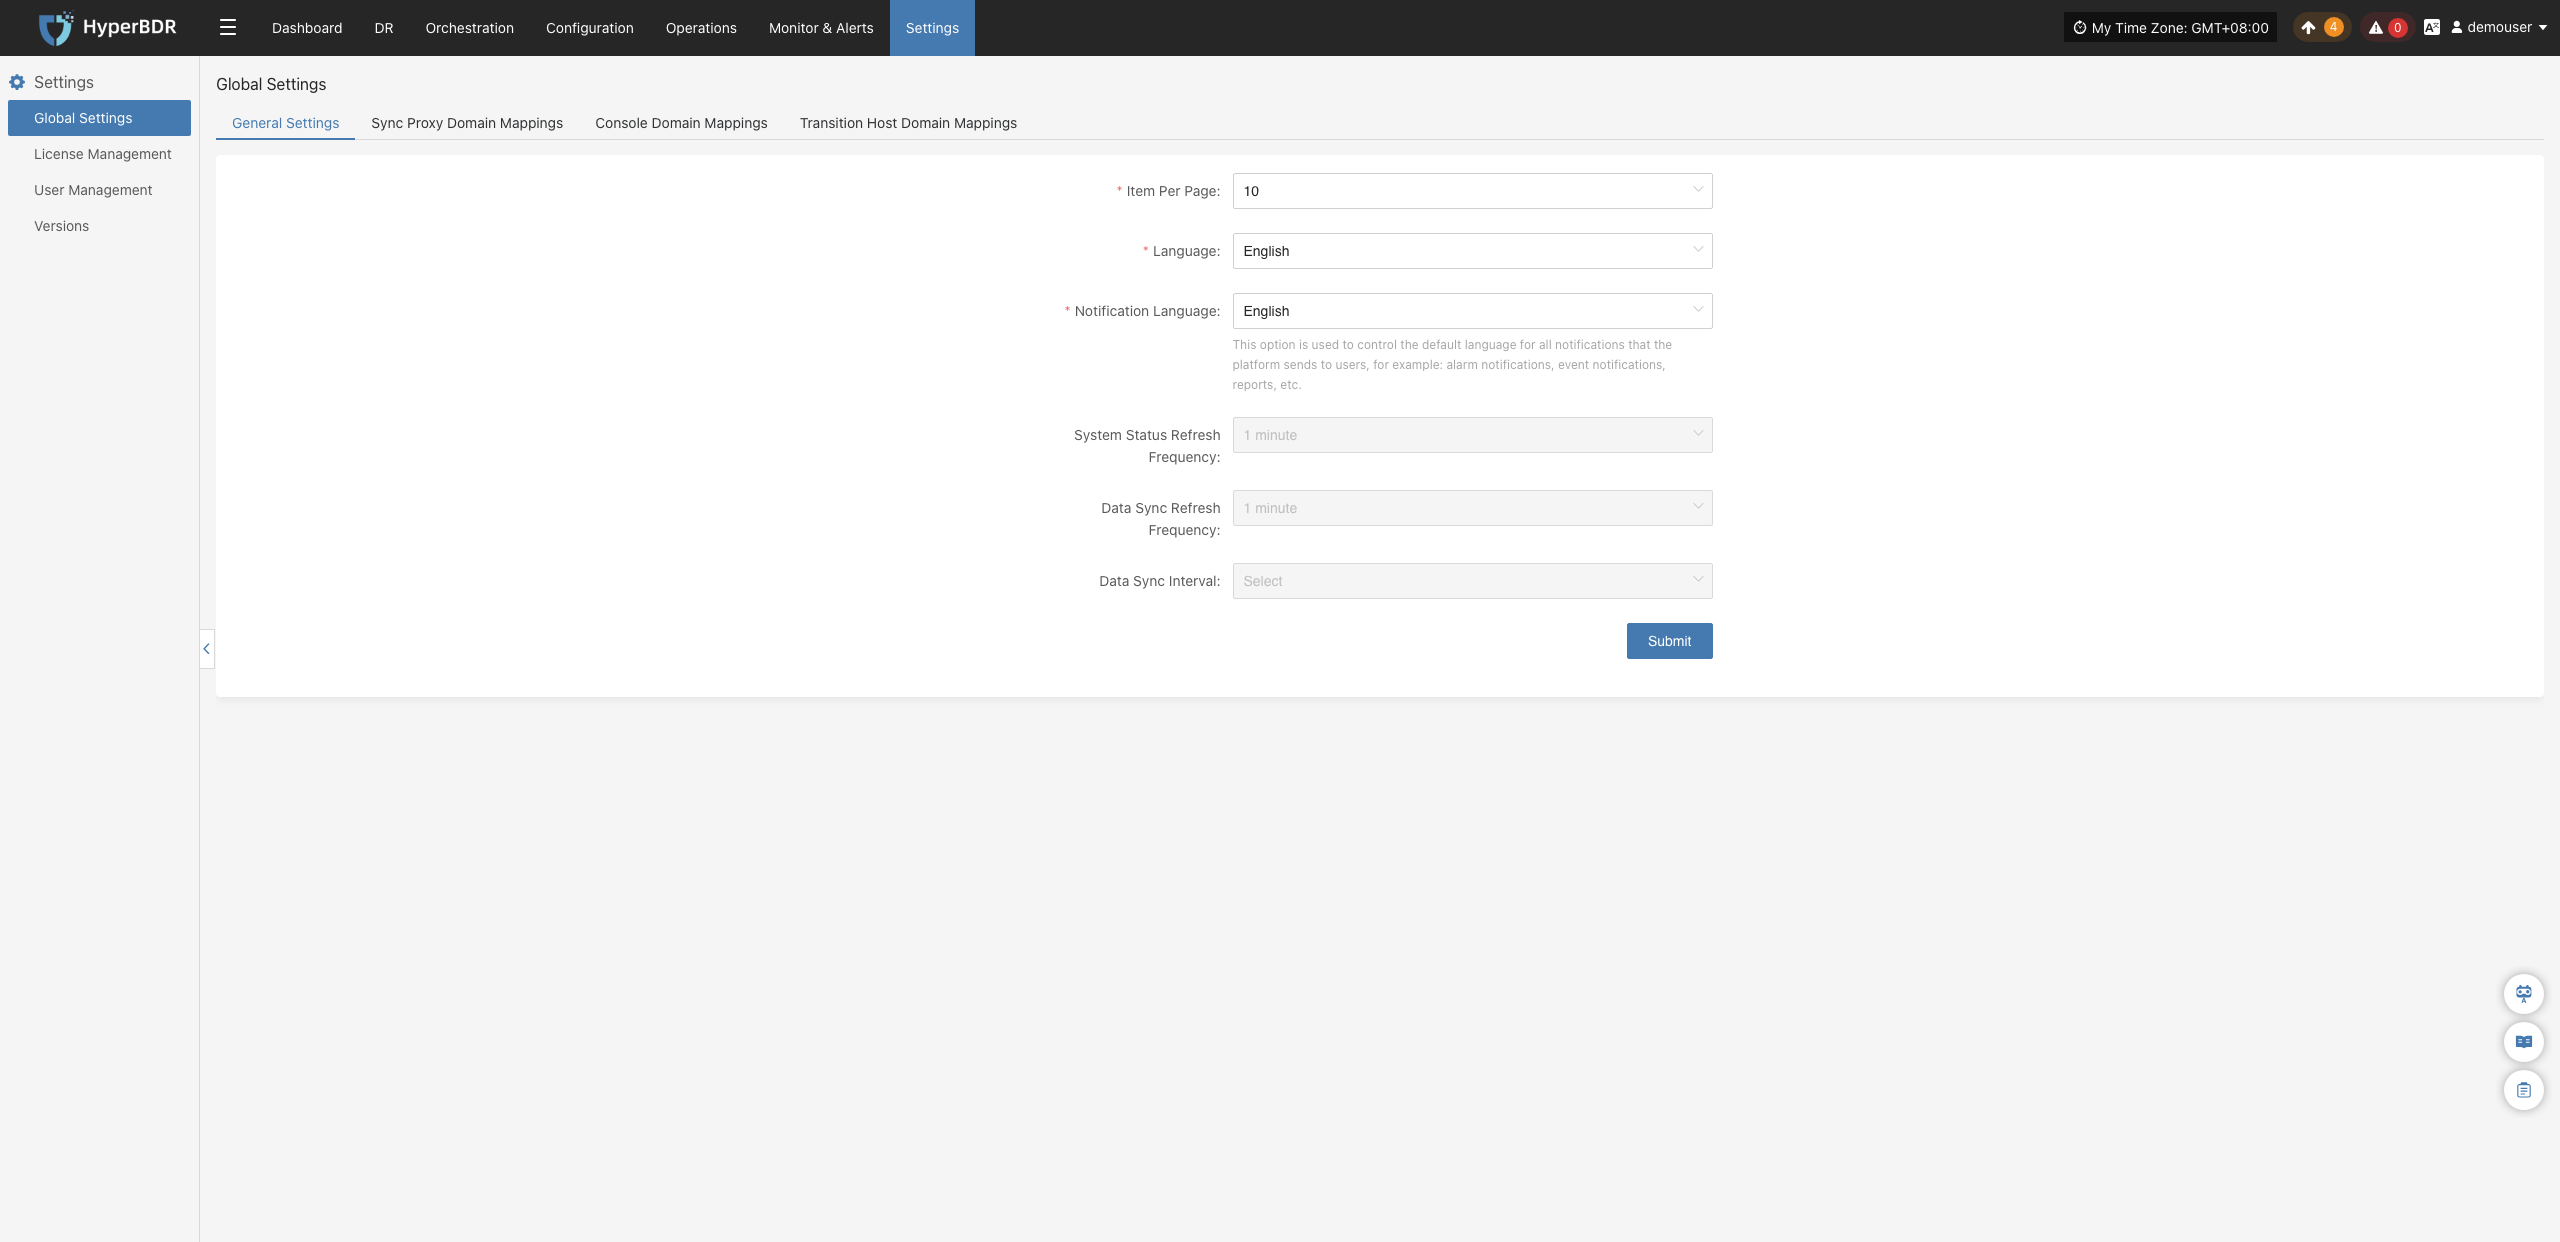 HyperBDR
Dashboard
DR
Orchestration
Configuration
Operations
Monitor & Alerts
Settings
My Time Zone: GMT+08:00
4
0
demouser
Settings
Global Settings
License Management
User Management
Versions
Global Settings
General Settings
Sync Proxy Domain Mappings
Console Domain Mappings
Transition Host Domain Mappings
* Item Per Page:
10
* Language:
English
* Notification Language:
English
This option is used to control the default language for all notifications that the
platform sends to users, for example: alarm notifications, event notifications,
reports, etc.
System Status Refresh
Frequency:
1 minute
Data Sync Refresh
Frequency:
1 minute
Data Sync Interval:
Select
Submit